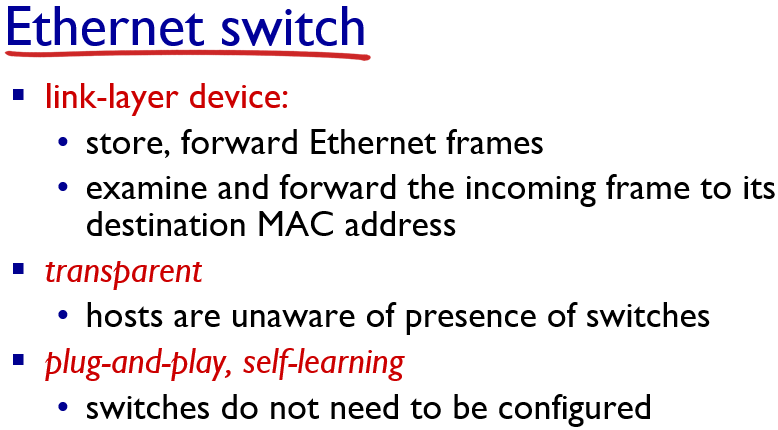 Ethernet switch
▪ link-layer device:
• store, forward Ethernet frames
• examine and forward the incoming frame to its
destination MAC address
▪ transparent
• hosts are unaware of presence of switches
▪ plug-and-play, self-learning
• switches do not need to be configured